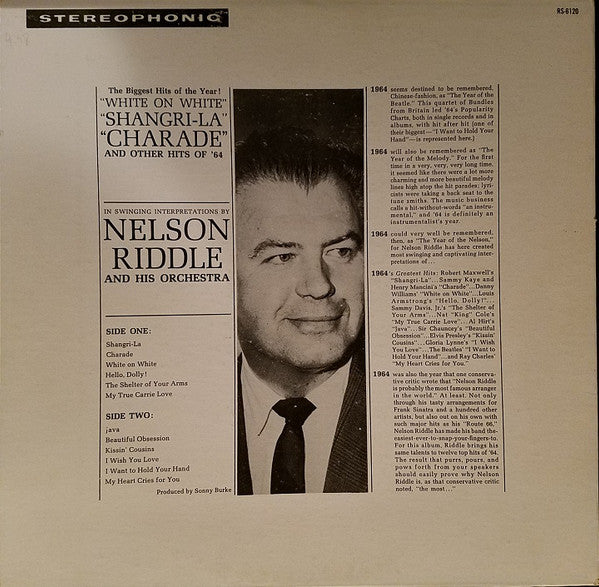 STEREOPHONIC
RS-6120
The Biggest Hits of the Year!
"WHITE ON WHITE"
"SHANGRI-LA"
"CHARADE"
AND OTHER HITS OF '64
IN SWINGING INTERPRETATIONS BY
NELSON
RIDDLE
AND HIS ORCHESTRA
SIDE ONE:
Shangri-La
Charade
White on White
Hello, Dolly!
The Shelter of Your Arms
My True Carrie Love
SIDE TWO:
java
Beautiful Obsession
Kissin' Cousins
I Wish You Love
I Want to Hold Your Hand
My Heart Cries for You
Produced by Sonny Burke
1964 seems destined to be remembered,
Chinese-fashion, as "The Year of the
Beatle." This quartet of Bundles
from Britain led '64's Popularity
Charts, both in single records and in
albums, with hit after hit (one of
their biggest—"I Want to Hold Your
Hand"—is represented here.)
1964 will also be remembered as "The
Year of the Melody." For the first
time in a very, very, very long time,
it seemed like there were a lot more
charming and more beautiful melody
lines high atop the hit parades; lyri-
cists were taking a back seat to the
tune smiths. The music business
calls a hit-without-words "an instru-
mental," and '64 is definitely an
instrumentalist's year.
1964 could very well be remembered,
then, as "The Year of the Nelson,"
for Nelson Riddle has here created
most swinging and captivating inter-
pretations of...
1964's Greatest Hits: Robert Maxwell's
"Shangri-La"...Sammy Kaye and
Henry Mancini's "Charade"...Danny
Williams' "White on White"...Louis
Armstrong's "Hello, Dolly!"...
Sammy Davis, Jr.'s "The Shelter of
Your Arms"...Nat "King" Cole's
"My True Carrie Love"...Al Hirt's
"Java"...Sir Chauncey's "Beautiful
Obsession"...Elvis Presley's "Kissin'
Cousins"...Gloria Lynne's "I Wish
You Love"...The Beatles' "I Want to
Hold Your Hand"...and Ray Charles'
"My Heart Cries for You."
1964 was also the year that one conserva-
tive critic wrote that "Nelson Riddle
is probably the most famous arranger
in the world." At least. Not only
through his tasty arrangements for
Frank Sinatra and a hundred other
artists, but also out on his own with
such major hits as his "Route 66,"
Nelson Riddle has made his band the-
easiest-ever-to-snap-your-fingers-to.
For this album, Riddle brings his
same talents to twelve top hits of '64.
The result that purrs, pours, and
pows forth from your speakers
should easily prove why Nelson
Riddle is, as that conservative critic
noted, "the most..."